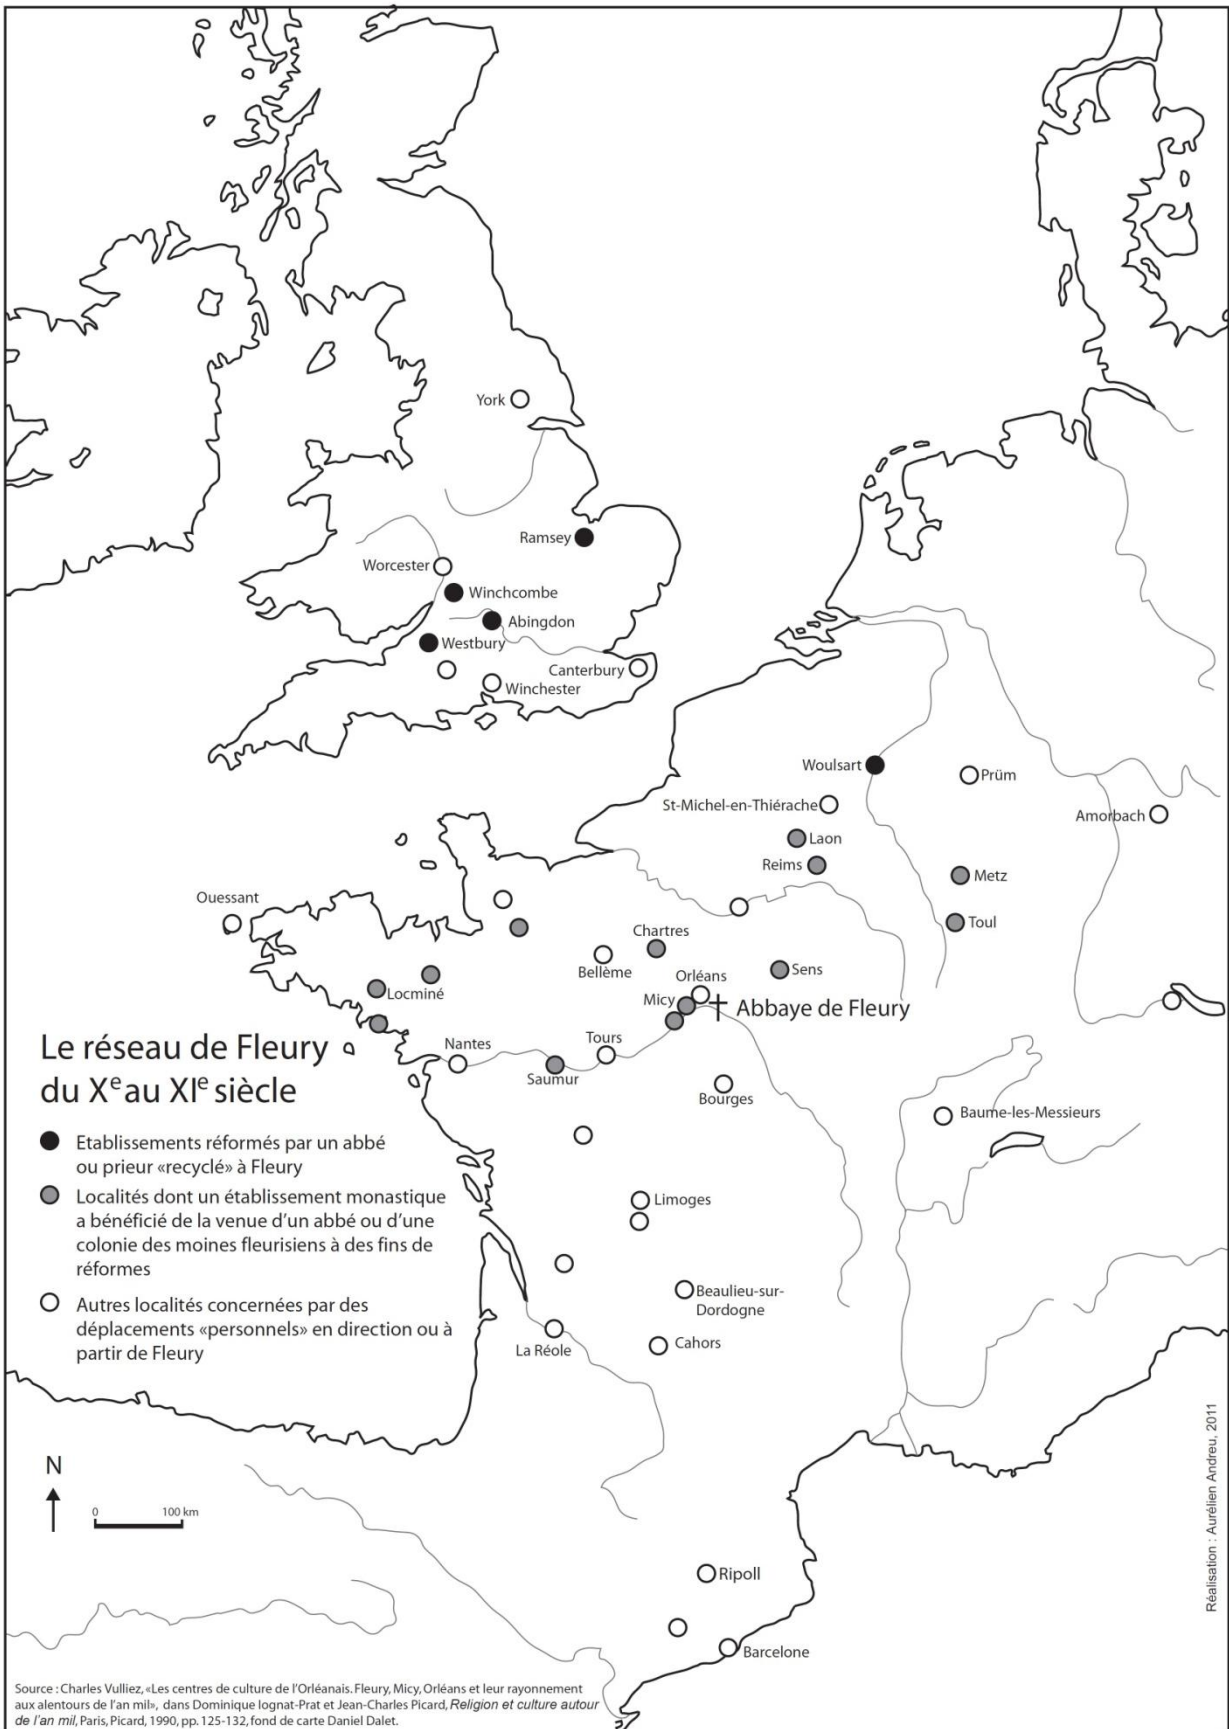 York
Ramsey
Worcester
Winchcombe
Abingdon
Westbury
Canterbury
Winchester
Woulsart
Prüm
St-Michel-en-Thiérache
Amorbach
Laon
Reims
Metz
Ouessant
Toul
Chartres
Bellème
Sens
Orléans
Locminé
Micy
Abbaye de Fleury
Nantes
Tours
Saumur
Bourges
Baume-les-Messieurs
Limoges
Beaulieu-sur-
Dordogne
La Réole
Cahors
Ripoll
Barcelone
Le réseau de Fleury
du Xe au XIe siècle
Etablissements réformés par un abbé
ou prieur «recyclé» à Fleury
Localités dont un établissement monastique
a bénéficié de la venue d'un abbé ou d'une
colonie des moines fleurisiens à des fins de
réformes
Autres localités concernées par des
déplacements «personnels» en direction ou à
partir de Fleury
N
0 100 km
Source : Charles Vulliez, «Les centres de culture de l'Orléanais. Fleury, Micy, Orléans et leur rayonnement
aux alentours de l'an mil», dans Dominique Iognat-Prat et Jean-Charles Picard, Religion et culture autour
de l'an mil, Paris, Picard, 1990, pp. 125-132, fond de carte Daniel Dalet.
Réalisation : Aurélien Andreu, 2011